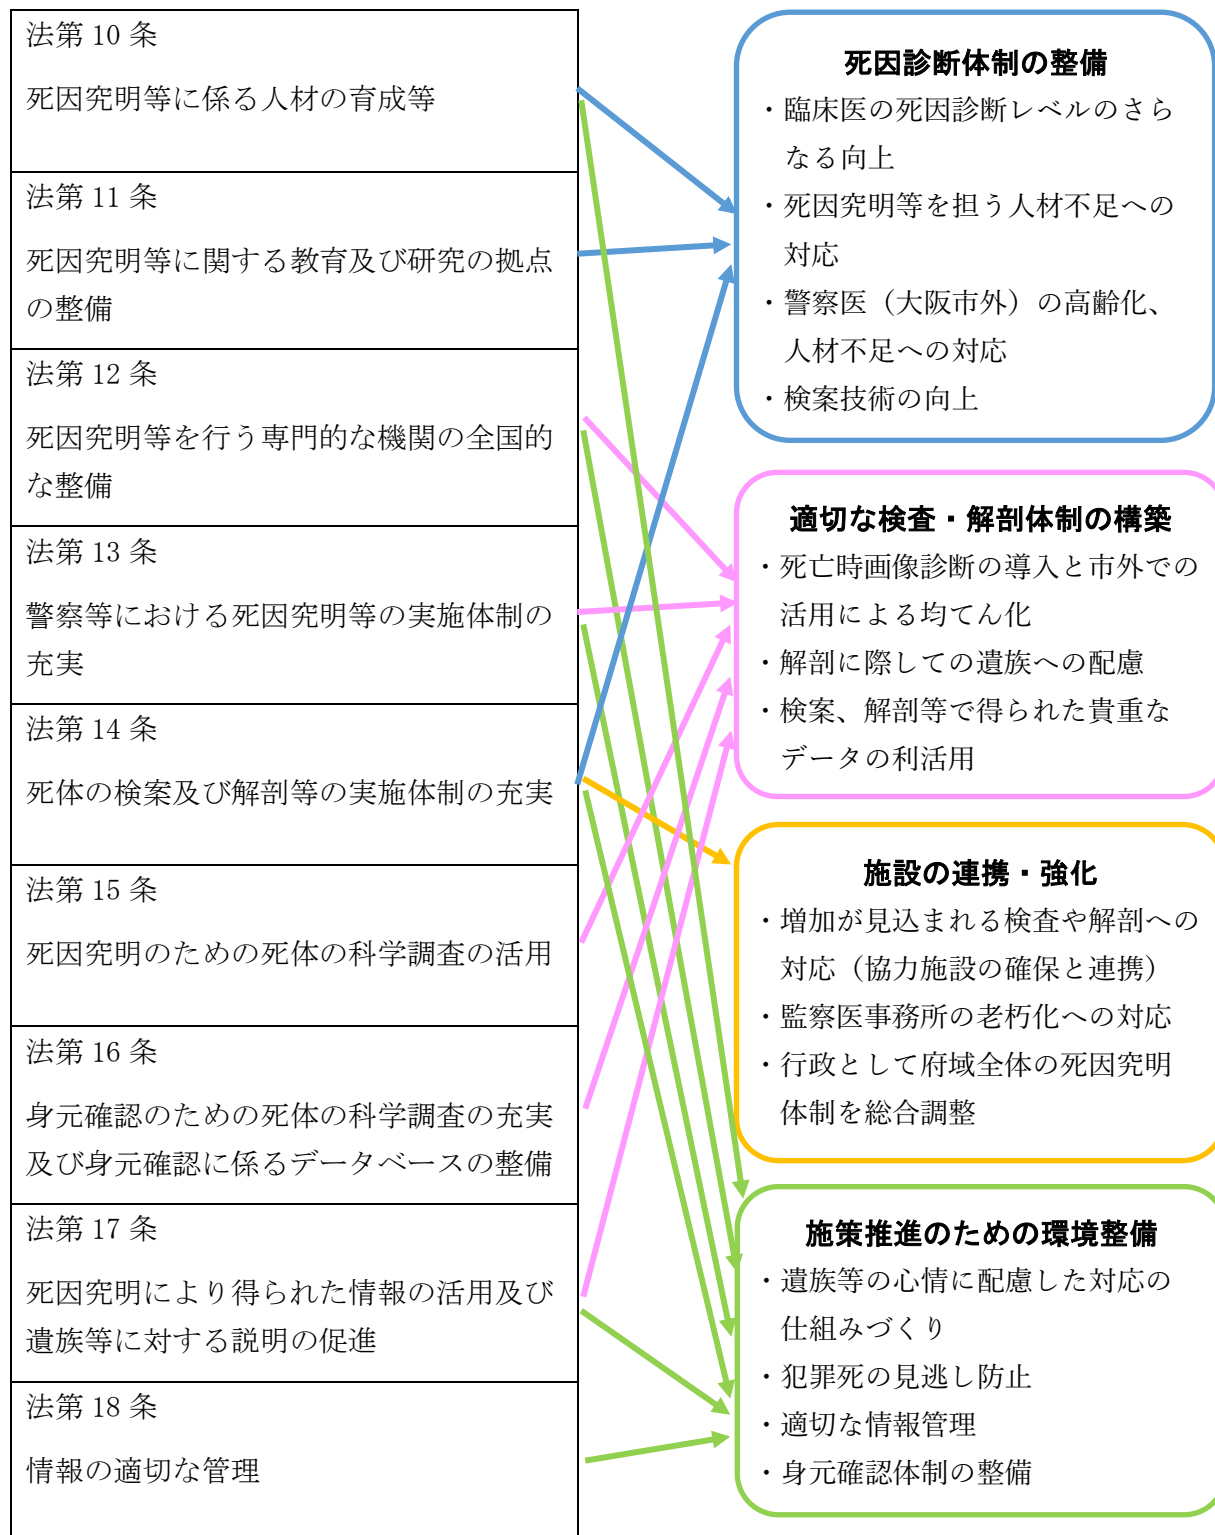 法第 10 条
死因究明等に係る人材の育成等
法第 11 条
死因究明等に関する教育及び研究の拠点
の整備
法第 12 条
死因究明等を行う専門的な機関の全国的
な整備
法第 13 条
警察等における死因究明等の実施体制の
充実
法第 14 条
死体の検案及び解剖等の実施体制の充実
法第 15 条
死因究明のための死体の科学調査の活用
法第 16 条
身元確認のための死体の科学調査の充実
及び身元確認に係るデータベースの整備
法第 17 条
死因究明により得られた情報の活用及び
遺族等に対する説明の促進
法第 18 条
情報の適切な管理
死因診断体制の整備
・臨床医の死因診断レベルのさら
なる向上
・死因究明等を担う人材不足への
対応
・警察医（大阪市外）の高齢化、
人材不足への対応
・検案技術の向上
適切な検査・解剖体制の構築
・死亡時画像診断の導入と市外での
活用による均てん化
・解剖に際しての遺族への配慮
・検案、解剖等で得られた貴重な
データの利活用
施設の連携・強化
・増加が見込まれる検査や解剖への
対応（協力施設の確保と連携）
・監察医事務所の老朽化への対応
・行政として府域全体の死因究明
体制を総合調整
施策推進のための環境整備
・遺族等の心情に配慮した対応の
仕組みづくり
・犯罪死の見逃し防止
・適切な情報管理
・身元確認体制の整備